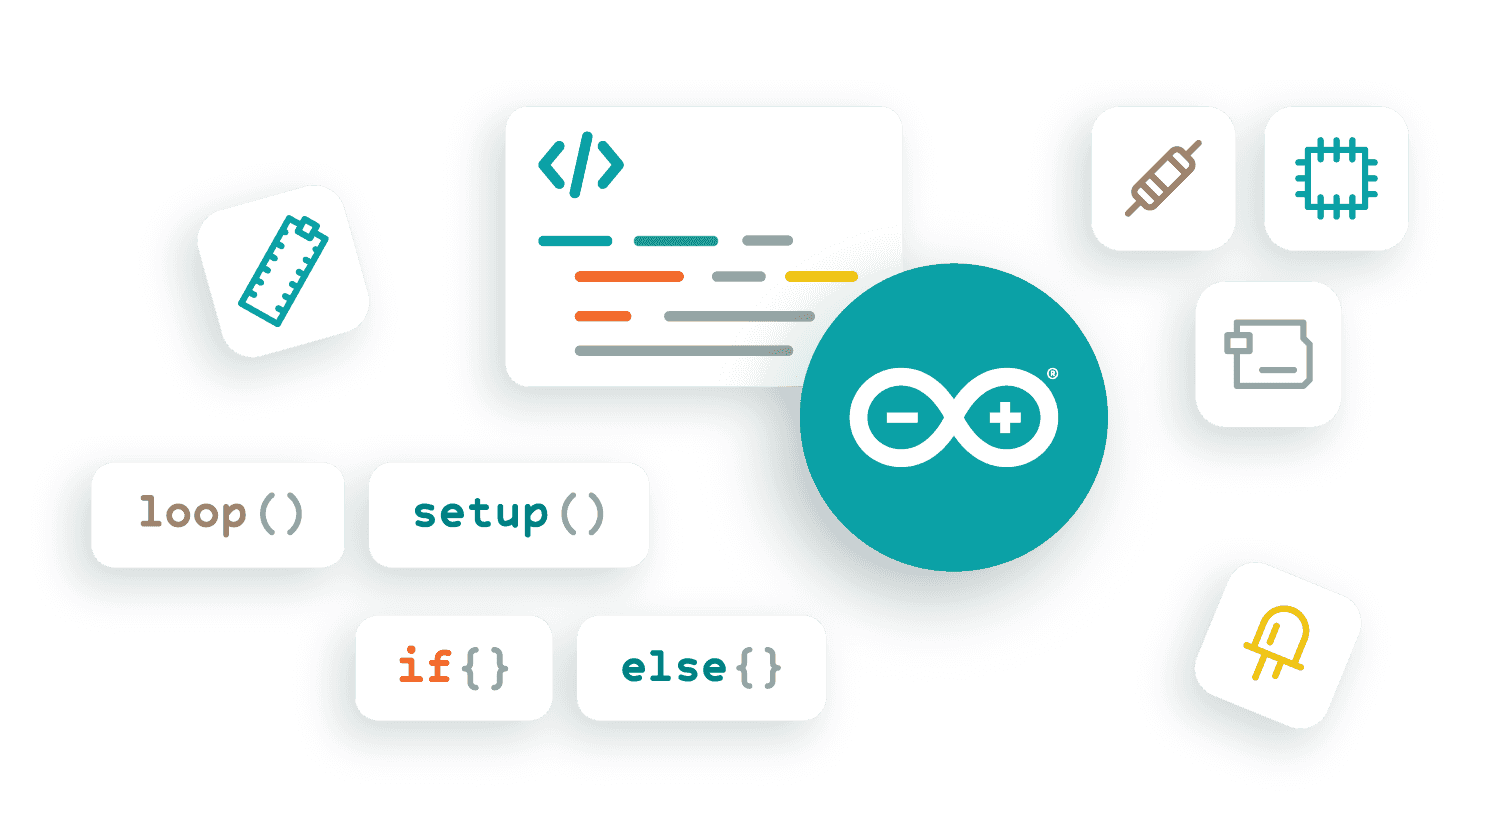 </>
®
loop()
setup()
if{}
else{}